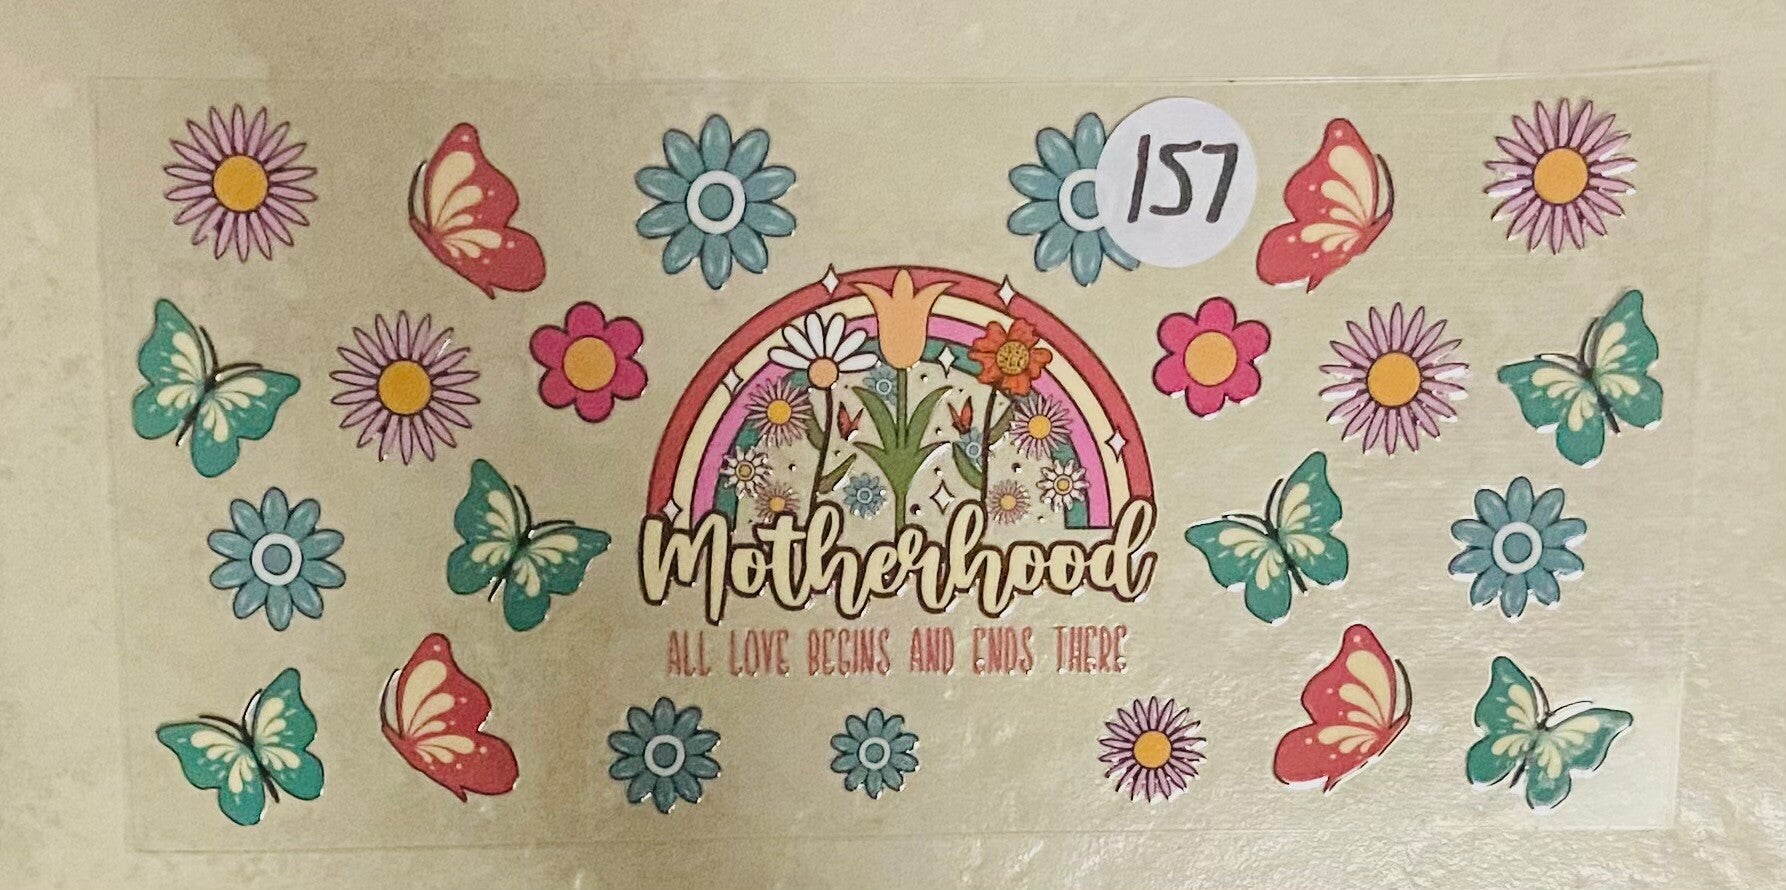 157
Motherhood
ALL LOVE BEGINS AND ENDS THERE